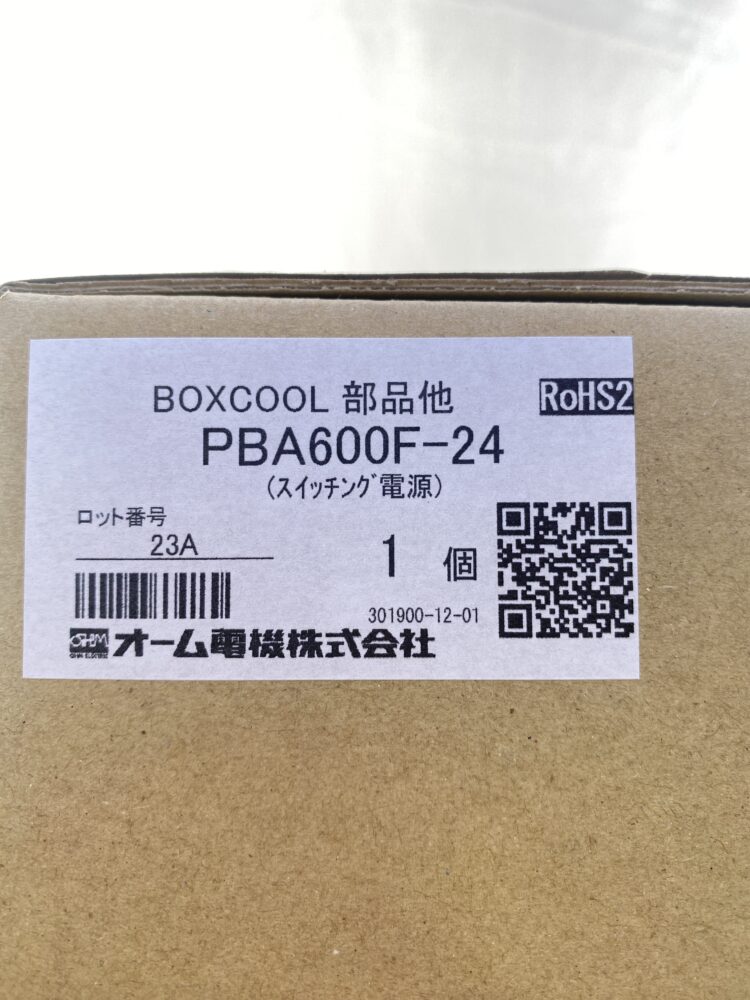 BOXCOOL 部品他
RoHS2
PBA600F-24
(スイッチング電源)
ロット番号
23A
1 個
301900-12-01
OHM
オーム電機株式会社